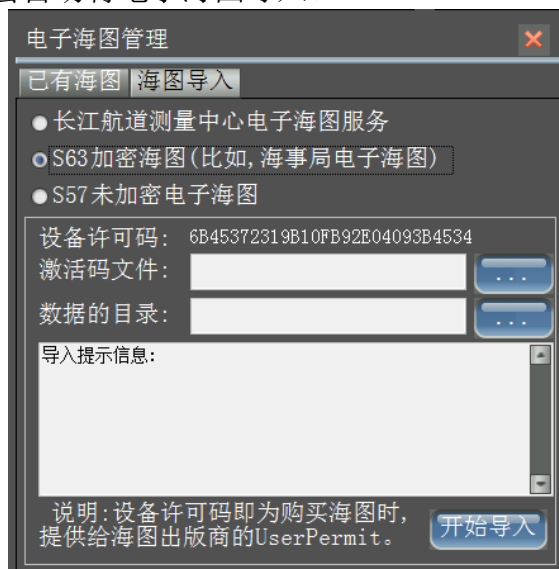 电子海图管理
已有海图 海图导入
长江航道测量中心电子海图服务
S63加密海图(比如,海事局电子海图)
S57未加密电子海图
设备许可码: 6B45372319B10FB92E04093B4534
激活码文件: ...
数据的目录: ...
导入提示信息:
说明:设备许可码即为购买海图时,
提供给海图出版商的UserPermit。
开始导入